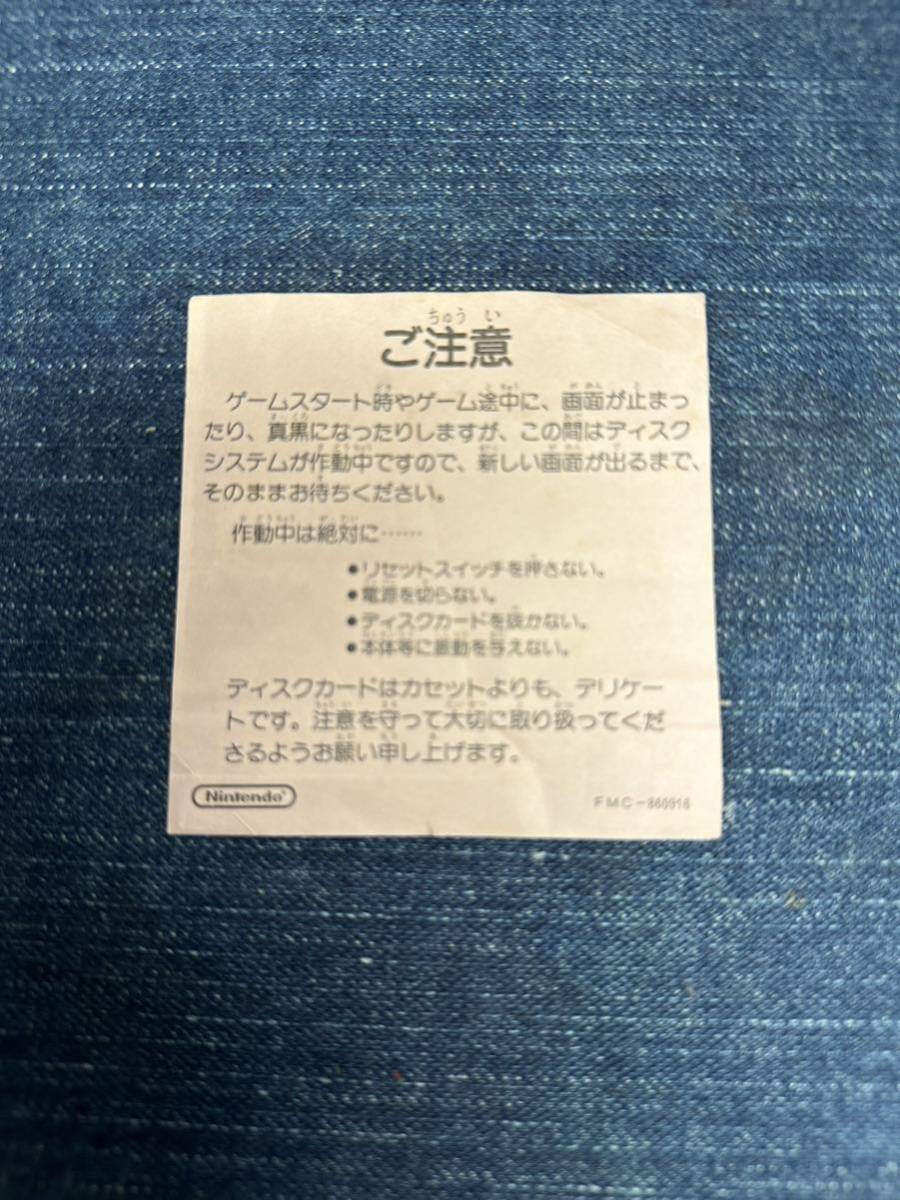 ちゅう い
ご注意
ゲームスタート時やゲーム途中に、画面が止まっ
たり、真黒になったりしますが、この間はディスク
システムが作動中ですので、新しい画面が出るまで、
そのままお待ちください。
作動中は絶対に……
●リセットスイッチを押さない。
●電源を切らない。
●ディスクカードを抜かない。
●本体等に振動を与えない。
ディスクカードはカセットよりも、デリケー
トです。注意を守って大切に取り扱ってくだ
さるようお願い申し上げます。
Nintendo®
FMC-860916